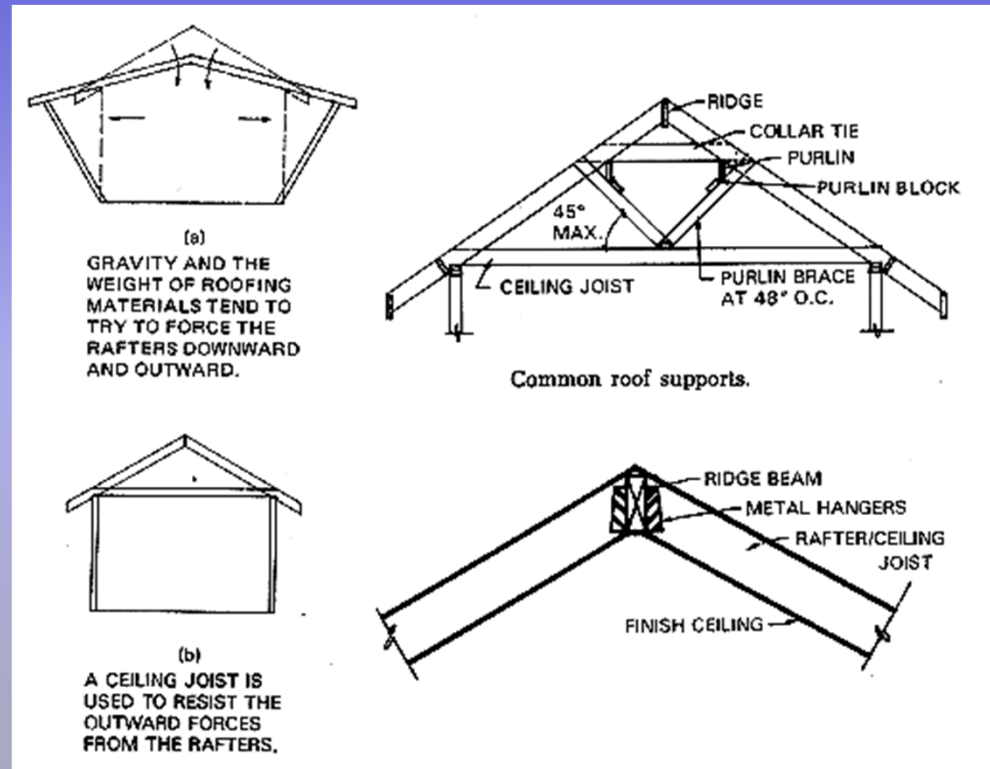 (a)
GRAVITY AND THE
WEIGHT OF ROOFING
MATERIALS TEND TO
TRY TO FORCE THE
RAFTERS DOWNWARD
AND OUTWARD.
RIDGE
COLLAR TIE
PURLIN
PURLIN BLOCK
45°
MAX.
CEILING JOIST
PURLIN BRACE
AT 48" O.C.
Common roof supports.
(b)
A CEILING JOIST IS
USED TO RESIST THE
OUTWARD FORCES
FROM THE RAFTERS.
RIDGE BEAM
METAL HANGERS
RAFTER/CEILING
JOIST
FINISH CEILING